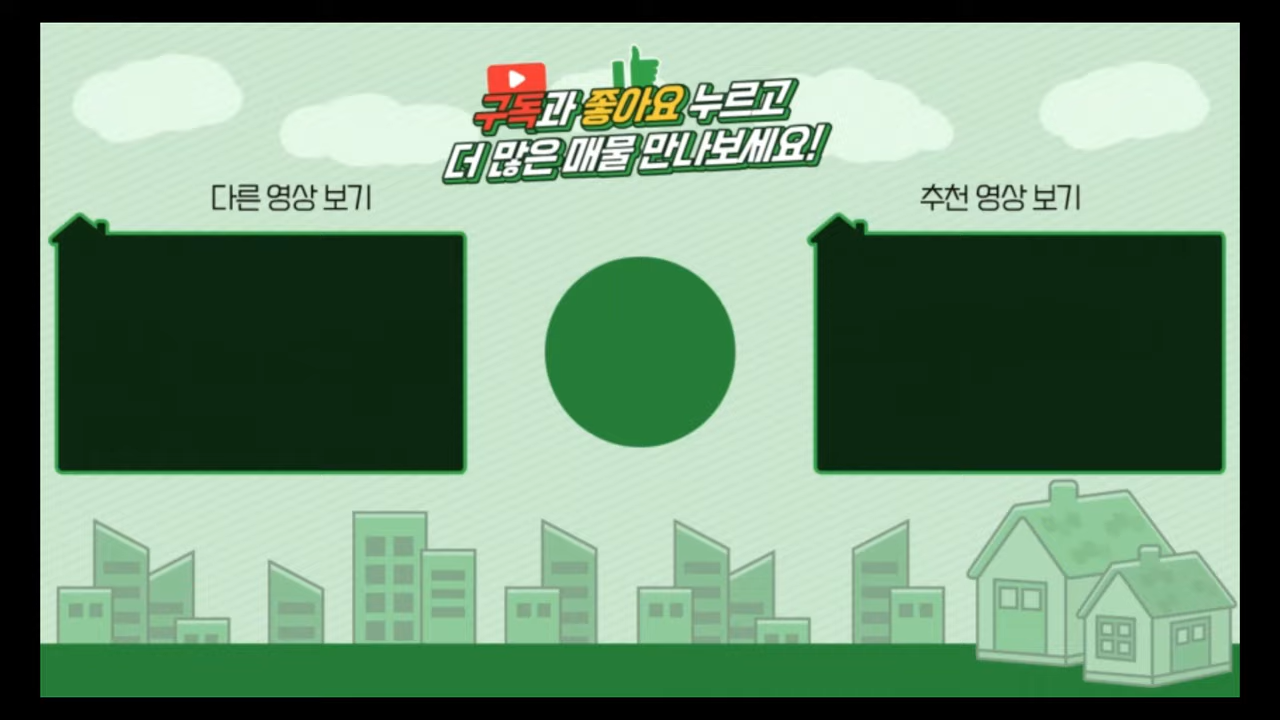 구독과 좋아요 누르고
더 많은 매물 만나보세요!
다른 영상 보기
추천 영상 보기